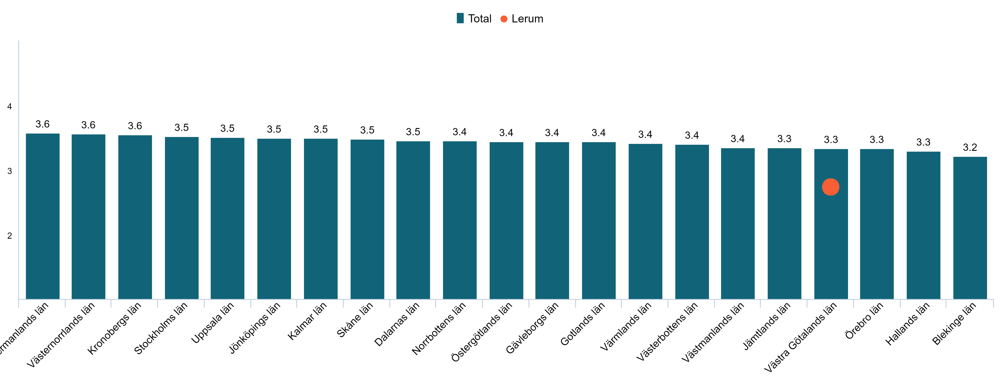 Total Lerum
4
3.6 3.6 3.6 3.5 3.5 3.5 3.5 3.5 3.5 3.4 3.4 3.4 3.4 3.4 3.4 3.4 3.3 3.3 3.3 3.3 3.2
3
2
ermanlands län
Västernorrlands län
Kronobergs län
Stockholms län
Uppsala län
Jönköpings län
Kalmar län
Skåne län
Dalarnas län
Norrbottens län
Östergötlands län
Gävleborgs län
Gotlands län
Värmlands län
Västerbottens län
Västmanlands län
Jämtlands län
Västra Götalands län
Örebro län
Hallands län
Blekinge län